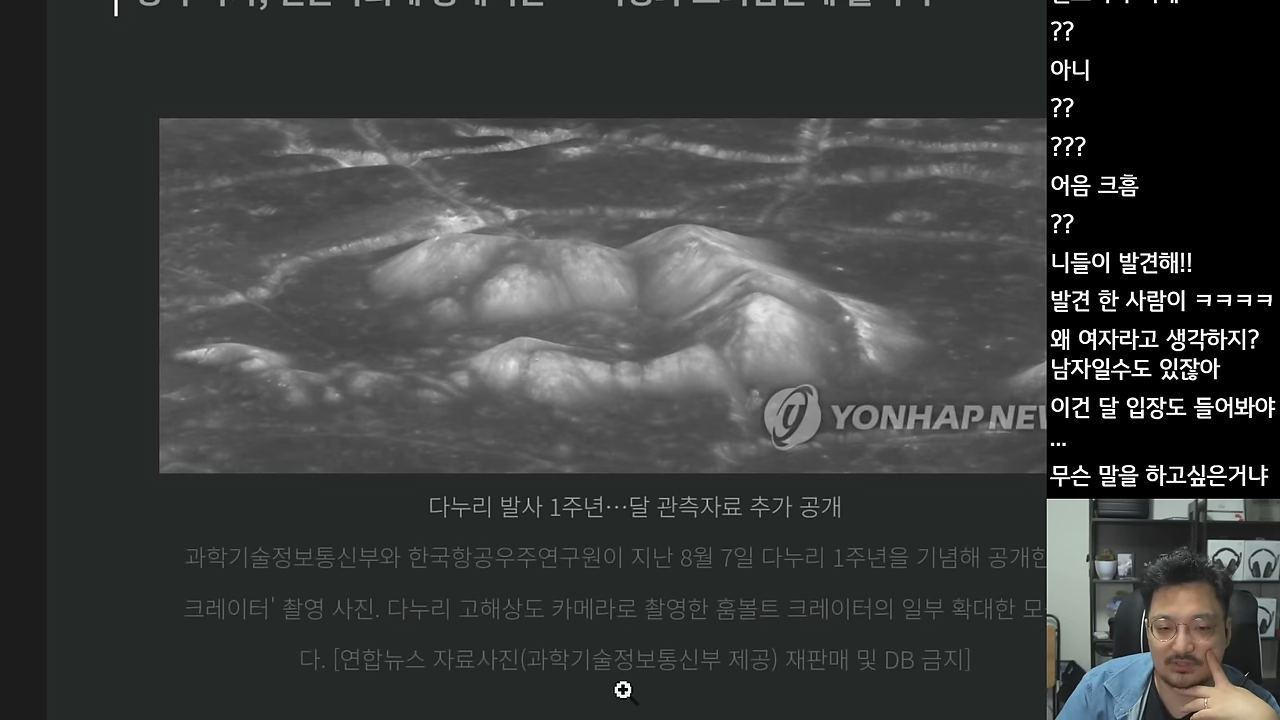 다누리 발사 1주년…달 관측자료 추가 공개
과학기술정보통신부와 한국항공우주연구원이 지난 8월 7일 다누리 1주년을 기념해 공개한
크레이터' 촬영 사진. 다누리 고해상도 카메라로 촬영한 훔볼트 크레이터의 일부 확대한
다. [연합뉴스 자료사진(과학기술정보통신부 제공) 재판매 및 DB 금지]
YONHAP
??
아니
??
???
어음 크흠
??
니들이 발견해!!
발견 한 사람이 ㅋㅋㅋㅋ
왜 여자라고 생각하지?
남자일수도 있잖아
이건 달 입장도 들어봐야
...
무슨 말을 하고싶은거냐